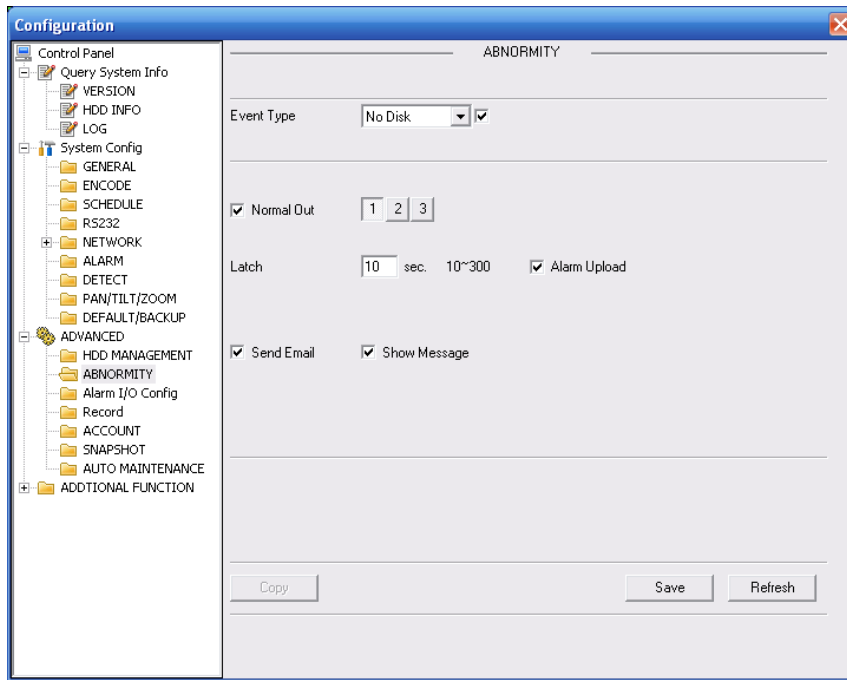 Configuration
Control Panel
Query System Info
VERSION
HDD INFO
LOG
System Config
GENERAL
ENCODE
SCHEDULE
RS232
NETWORK
ALARM
DETECT
PAN/TILT/ZOOM
DEFAULT/BACKUP
ADVANCED
HDD MANAGEMENT
ABNORMITY
Alarm I/O Config
Record
ACCOUNT
SNAPSHOT
AUTO MAINTENANCE
ADDTIONAL FUNCTION
ABNORMITY
Event Type No Disk
Normal Out 1 2 3
Latch 10 sec. 10~300 Alarm Upload
Send Email Show Message
Copy Save Refresh